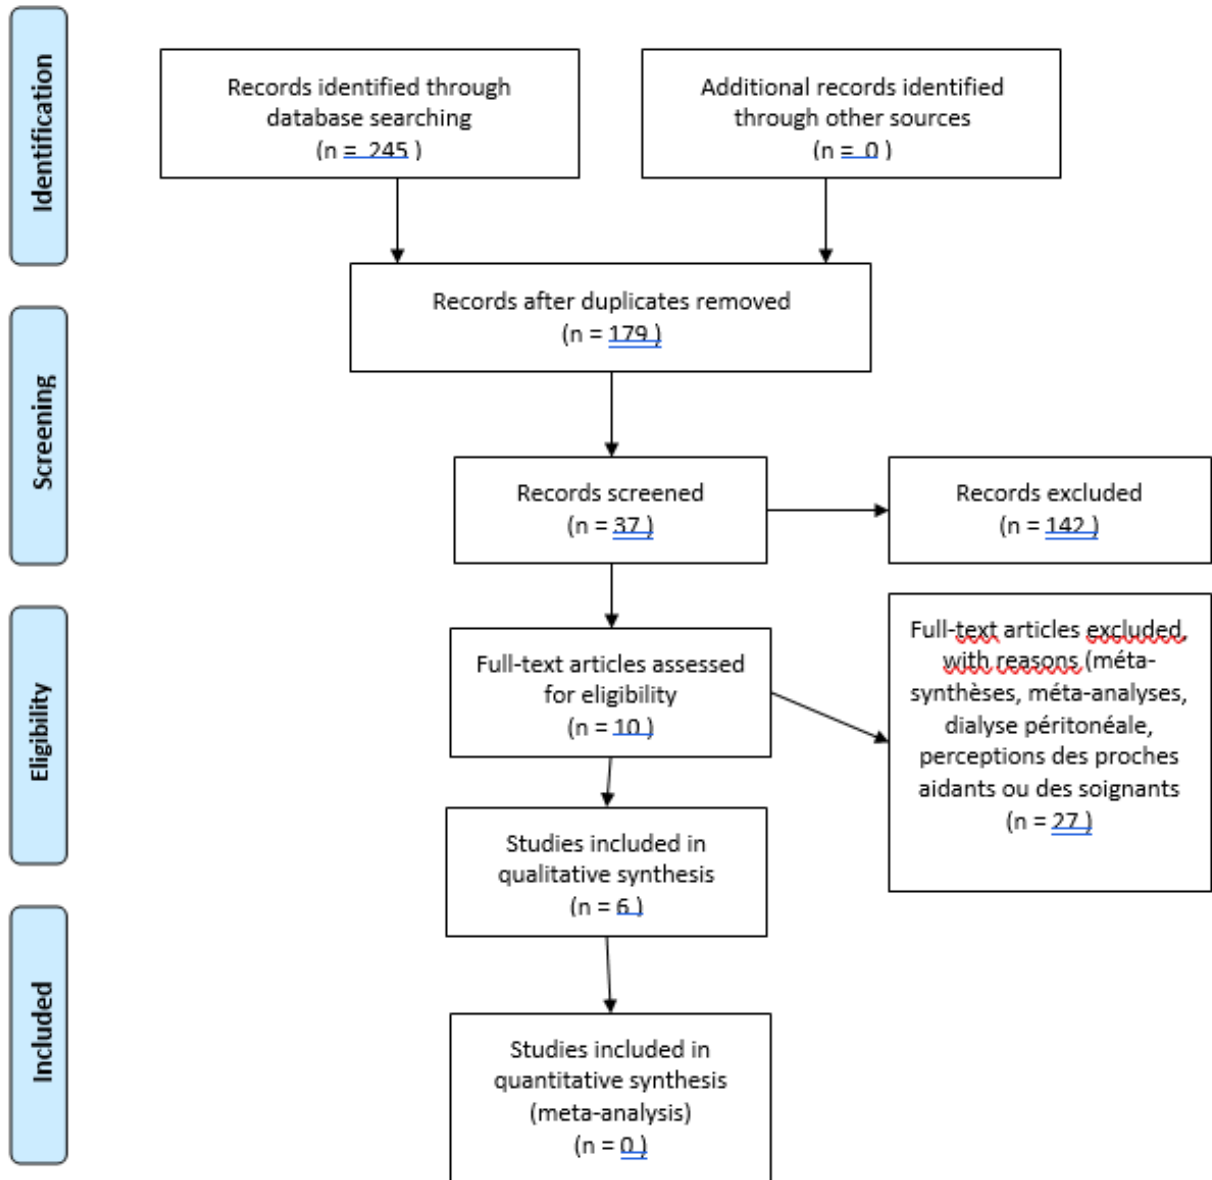 Identification
Records identified through
database searching
(n = 245 )
Additional records identified
through other sources
(n = 0 )
Records after duplicates removed
(n = 179 )
Screening
Records screened
(n = 37 )
Records excluded
(n = 142 )
Eligibility
Full-text articles assessed
for eligibility
(n = 10 )
Full-text articles excluded,
with reasons (méta-
synthèses, méta-analyses,
dialyse péritonéale,
perceptions des proches
aidants ou des soignants
(n = 27 )
Studies included in
qualitative synthesis
(n = 6 )
Included
Studies included in
quantitative synthesis
(meta-analysis)
(n = 0 )